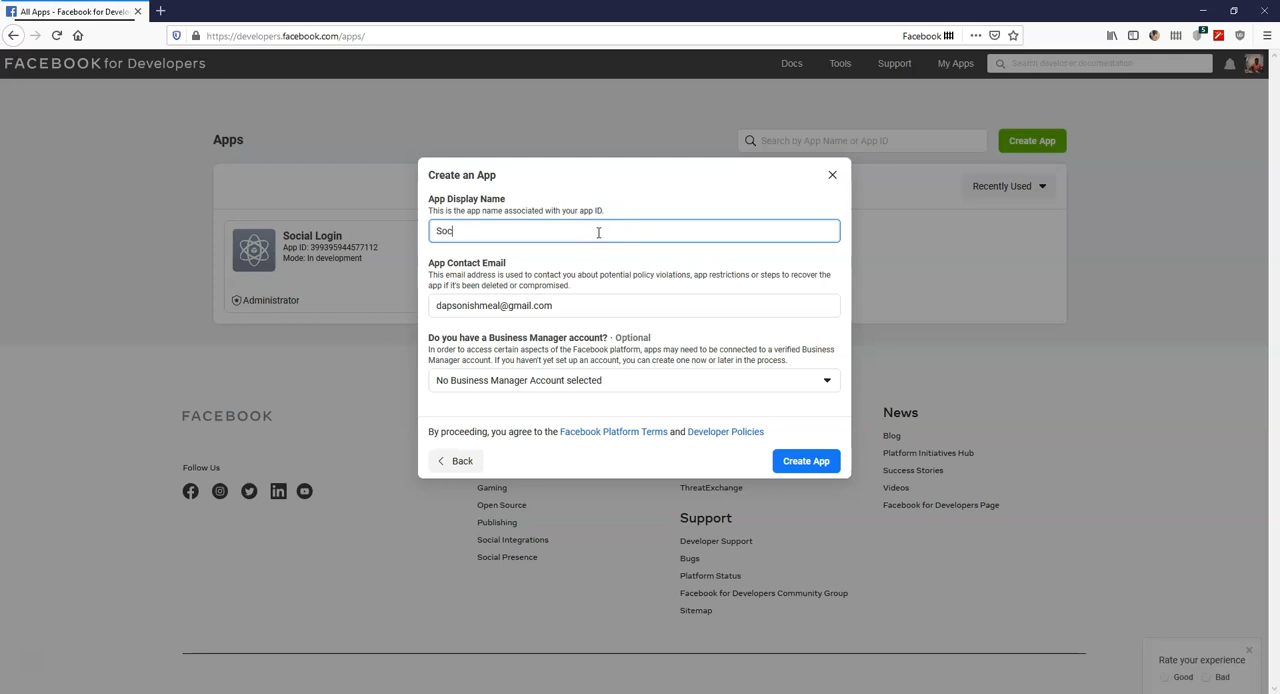 All Apps - Facebook for Develo
https://developers.facebook.com/apps/
Facebook
5
FACEBOOK for Developers
Docs
Tools
Support
My Apps
Search developer documentation
Apps
Search by App Name or App ID
Create App
Recently Used
Social Login
App ID: 399395944577112
Mode: In development
Administrator
Create an App
App Display Name
This is the app name associated with your app ID.
Soc
App Contact Email
This email address is used to contact you about potential policy violations, app restrictions or steps to recover the
app if it's been deleted or compromised.
dapsonishmeal@gmail.com
Do you have a Business Manager account? · Optional
In order to access certain aspects of the Facebook platform, apps may need to be connected to a verified Business
Manager account. If you haven't yet set up an account, you can create one now or later in the process.
No Business Manager Account selected
By proceeding, you agree to the Facebook Platform Terms and Developer Policies
Back
Create App
FACEBOOK
Follow Us
Gaming
Open Source
Publishing
Social Integrations
Social Presence
ThreatExchange
Support
Developer Support
Bugs
Platform Status
Facebook for Developers Community Group
Sitemap
News
Blog
Platform Initiatives Hub
Success Stories
Videos
Facebook for Developers Page
Rate your experience
Good
Bad